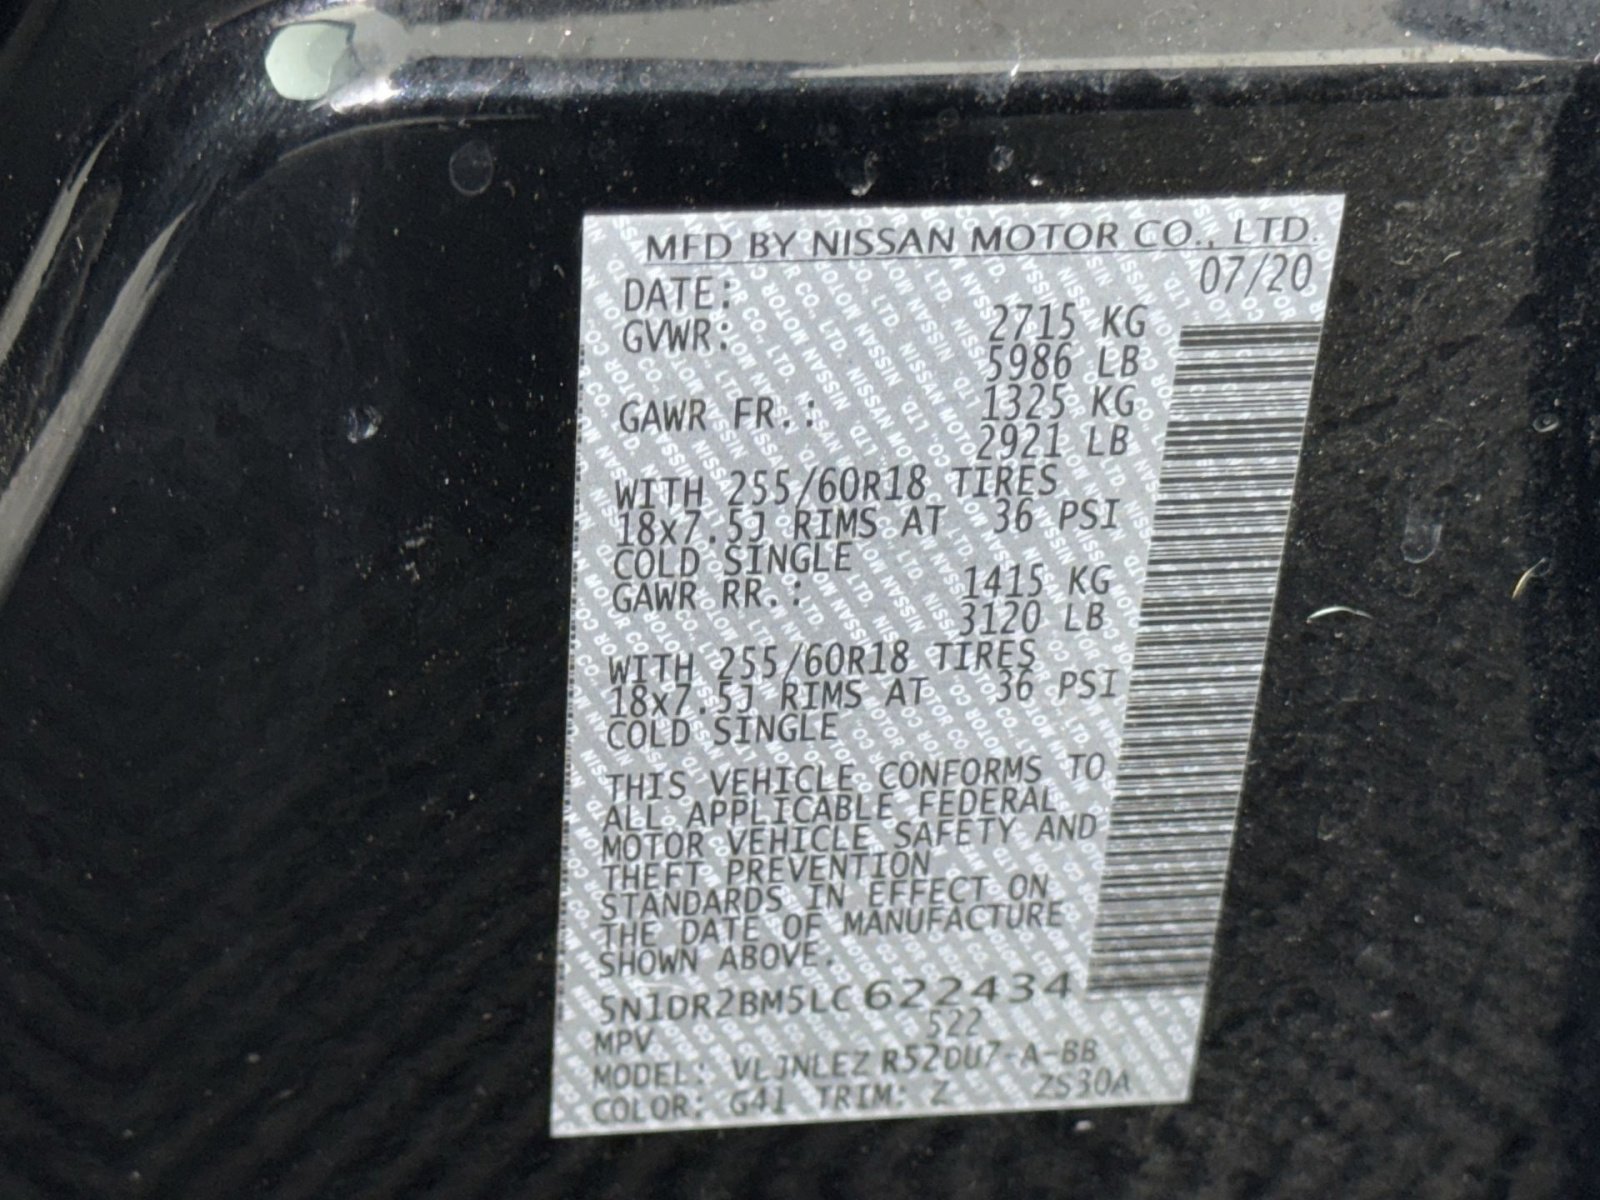 MFD BY NISSAN MOTOR CO., LTD.
DATE: 07/20
GVWR: 2715 KG
5986 LB
GAWR FR.: 1325 KG
2921 LB
WITH 255/60R18 TIRES
18x7.5J RIMS AT 36 PSI
COLD SINGLE
GAWR RR.: 1415 KG
3120 LB
WITH 255/60R18 TIRES
18x7.5J RIMS AT 36 PSI
COLD SINGLE
THIS VEHICLE CONFORMS TO
ALL APPLICABLE FEDERAL
MOTOR VEHICLE SAFETY AND
THEFT PREVENTION
STANDARDS IN EFFECT ON
THE DATE OF MANUFACTURE
SHOWN ABOVE.
5N1DR2BM5LC622434
MPV 522
MODEL: VLJNLEZ R52DU7-A-BB
COLOR: G41 TRIM: Z ZS30A